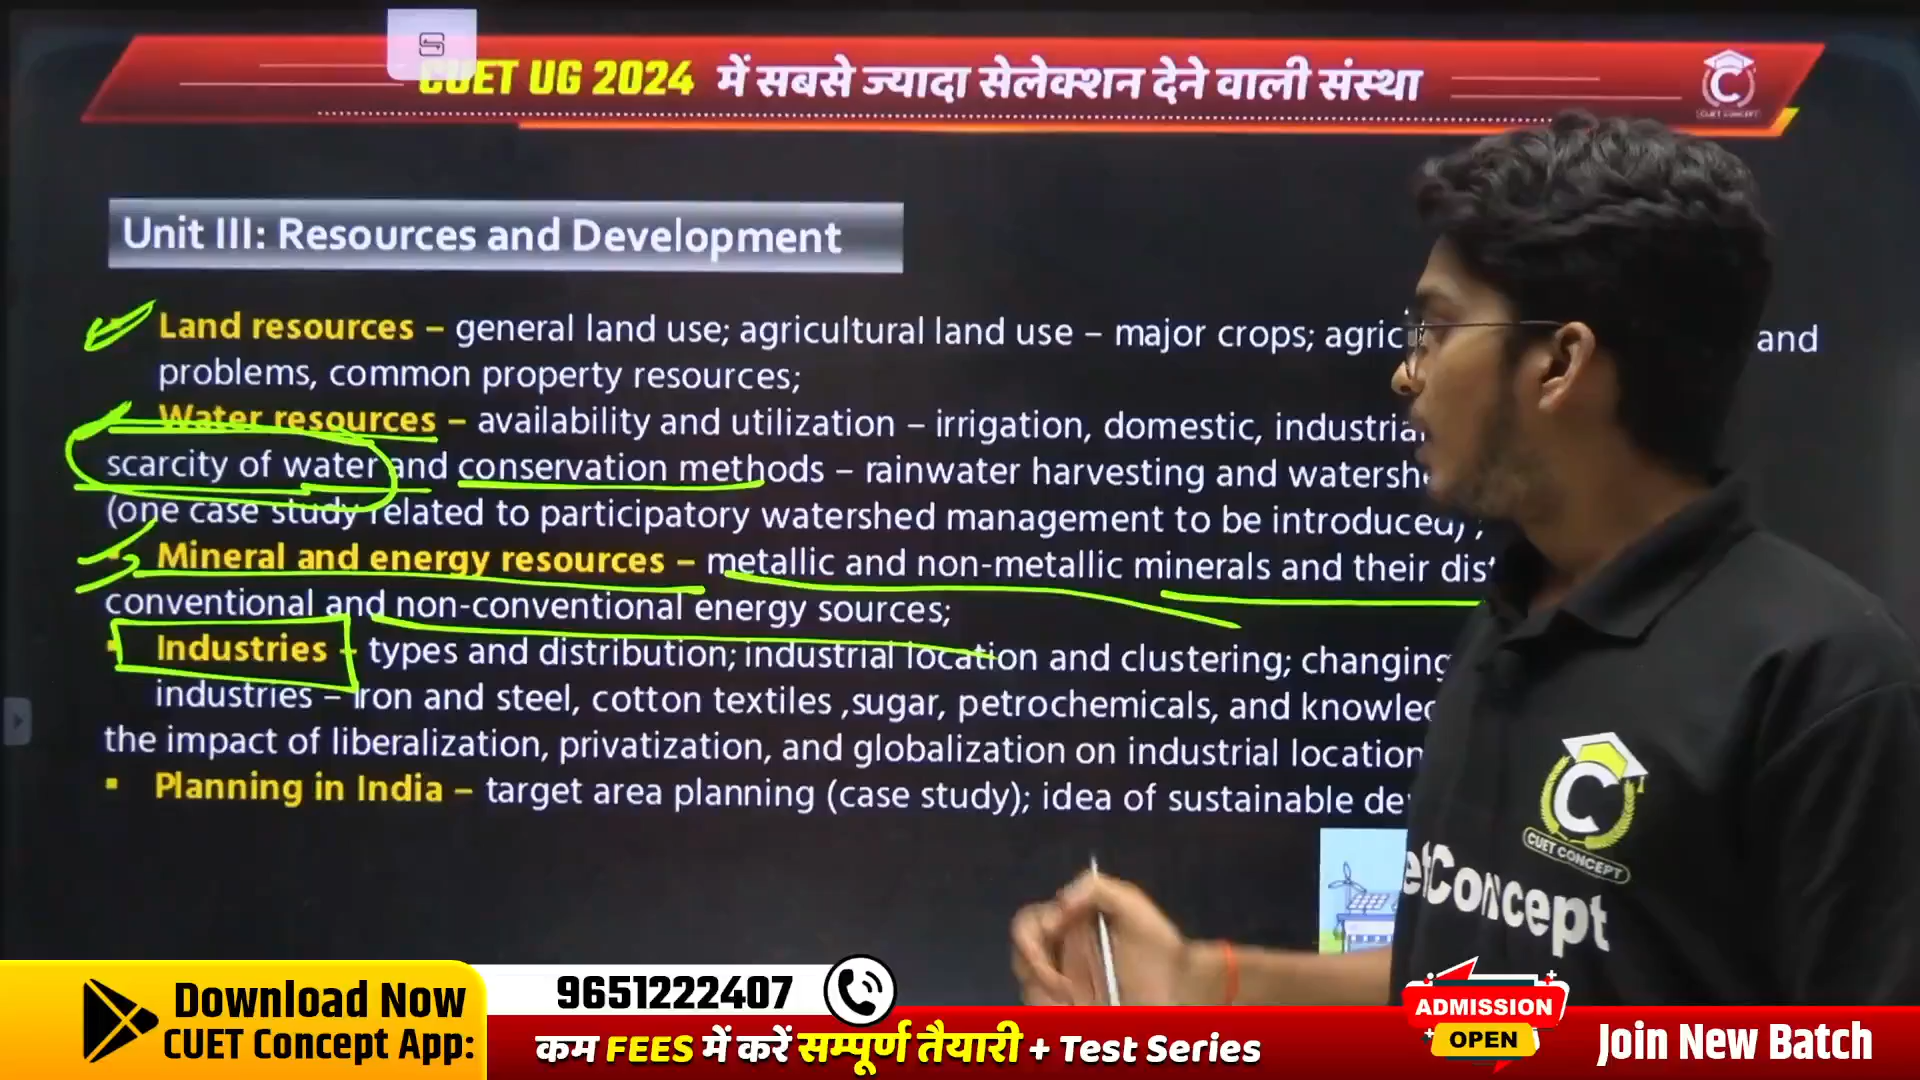 CUET UG 2024 में सबसे ज्यादा सेलेक्शन देने वाली संस्था
CUET CONCEPT
Unit III: Resources and Development
Land resources – general land use; agricultural land use – major crops; agric and
problems, common property resources;
Water resources – availability and utilization – irrigation, domestic, industrial
scarcity of water and conservation methods – rainwater harvesting and watersh
(one case study related to participatory watershed management to be introduced) ;
Mineral and energy resources – metallic and non-metallic minerals and their dist
conventional and non-conventional energy sources;
▪ Industries – types and distribution; industrial location and clustering; changing
industries – iron and steel, cotton textiles ,sugar, petrochemicals, and knowled
the impact of liberalization, privatization, and globalization on industrial location
▪ Planning in India – target area planning (case study); idea of sustainable de
CUET CONCEPT
etConcept
Download Now
CUET Concept App:
9651222407
कम FEES में करें सम्पूर्ण तैयारी + Test Series
ADMISSION
OPEN
Join New Batch